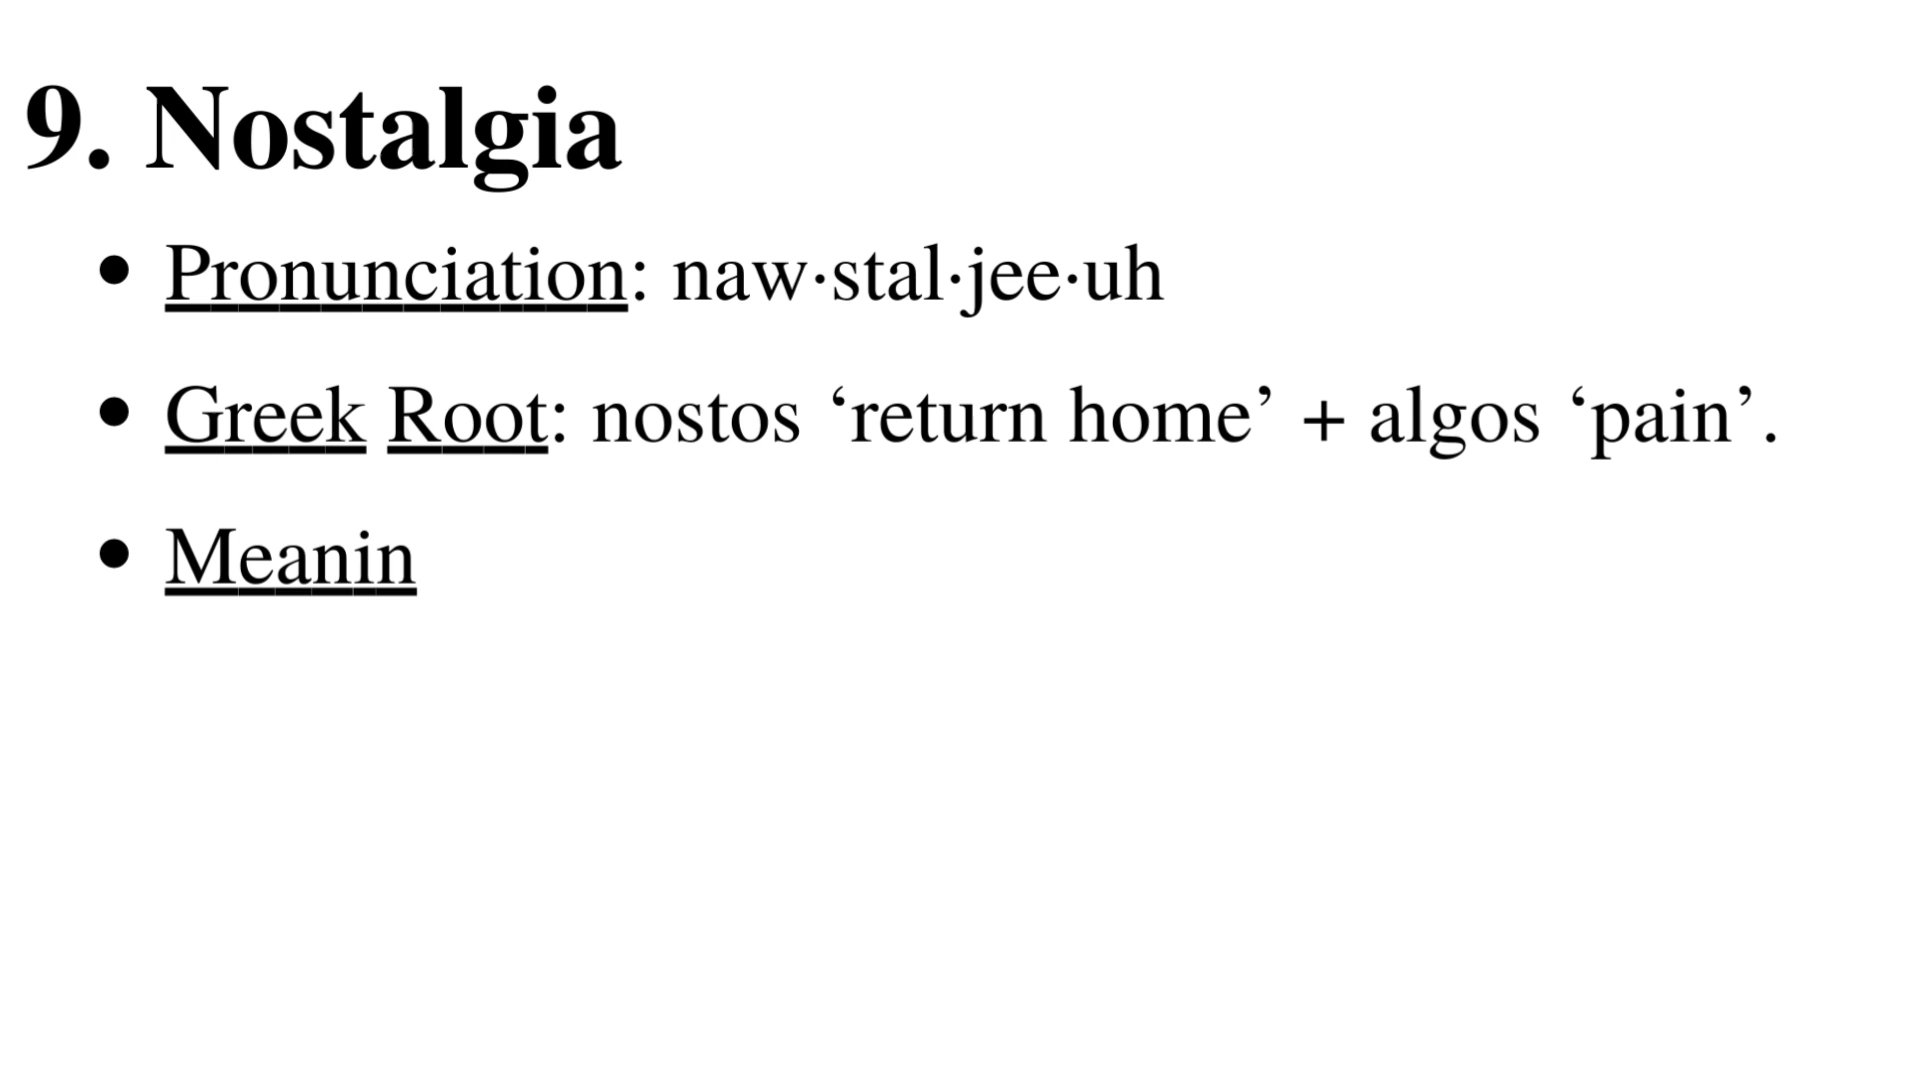 9. Nostalgia
• Pronunciation: naw·stal·jee·uh
• Greek Root: nostos ‘return home’ + algos ‘pain’.
• Meanin